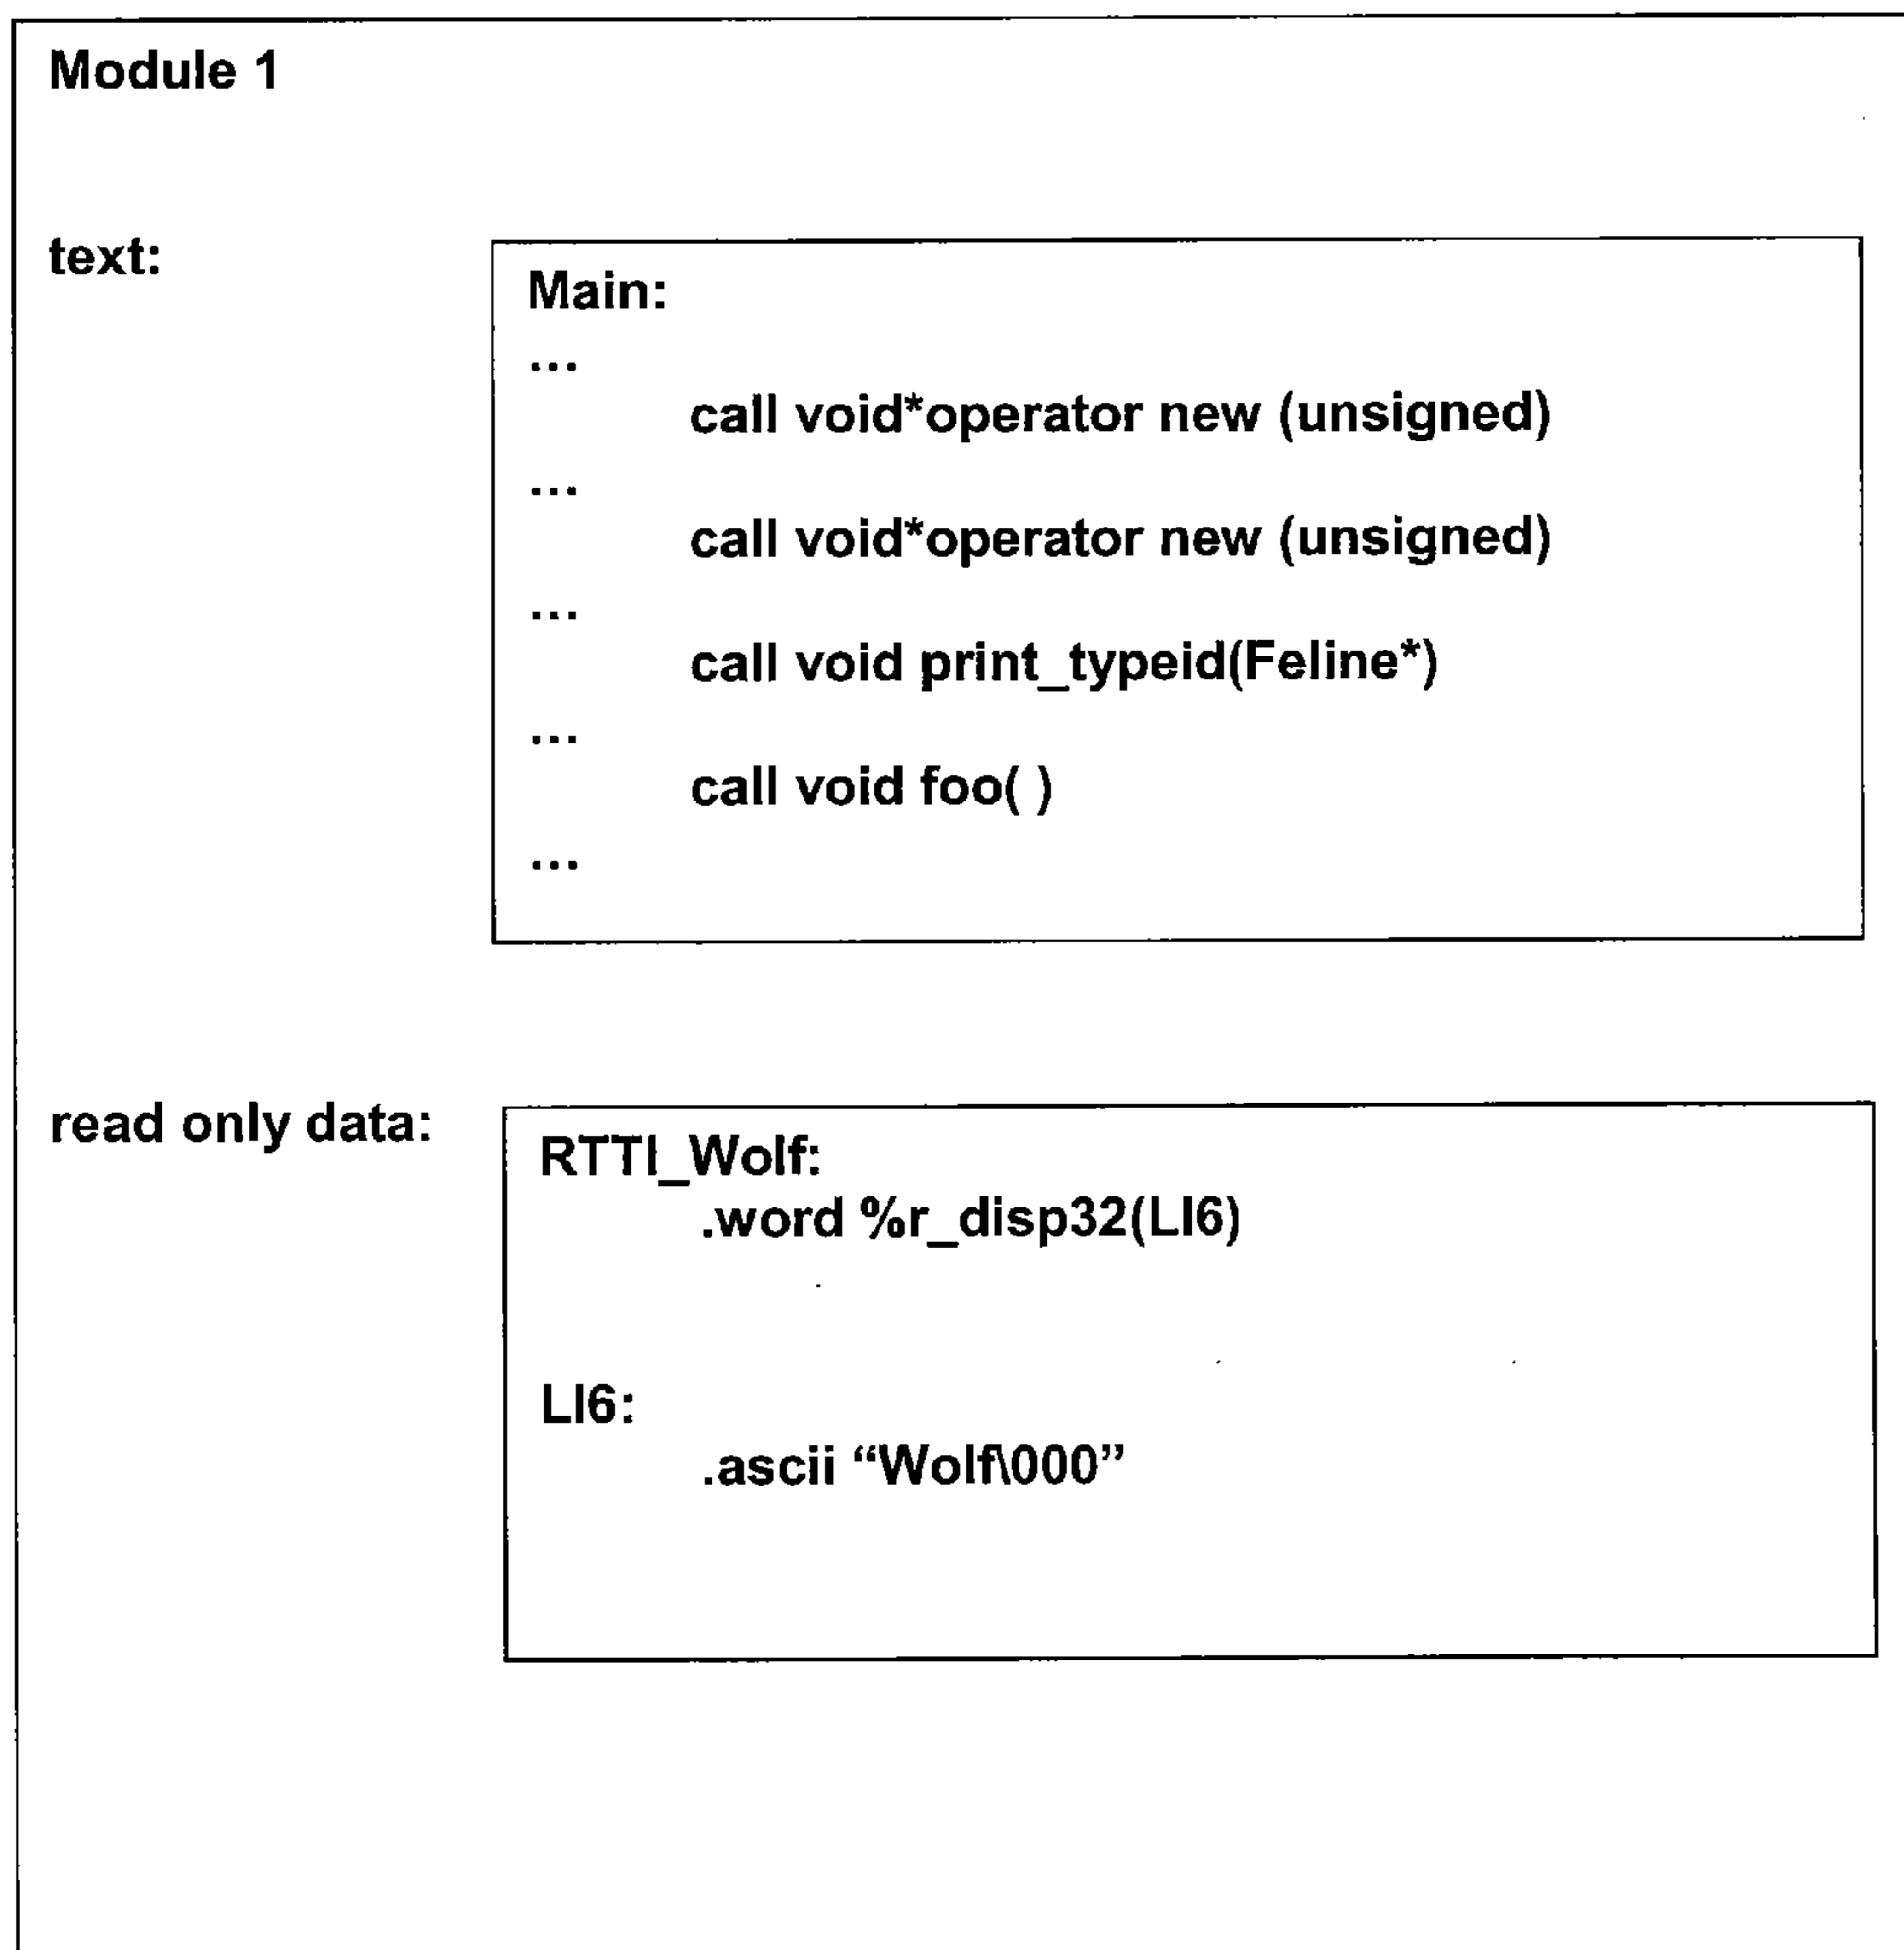 Module 1
text:
Main:
...
call void*operator new (unsigned)
...
call void*operator new (unsigned)
...
call void print_typeid(Feline*)
...
call void foo( )
...
read only data:
RTTI_Wolf:
.word %r_disp32(LI6)
LI6:
.ascii “Wolf\000”